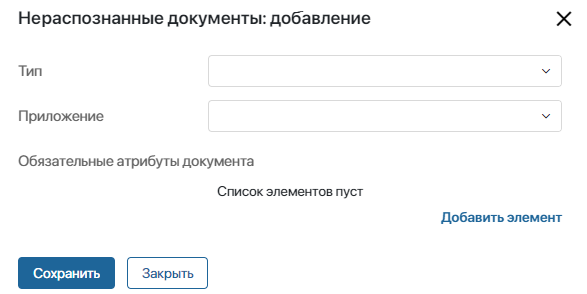 Нераспознанные документы: добавление
Тип
Приложение
Обязательные атрибуты документа
Список элементов пуст
Добавить элемент
Сохранить
Закрыть